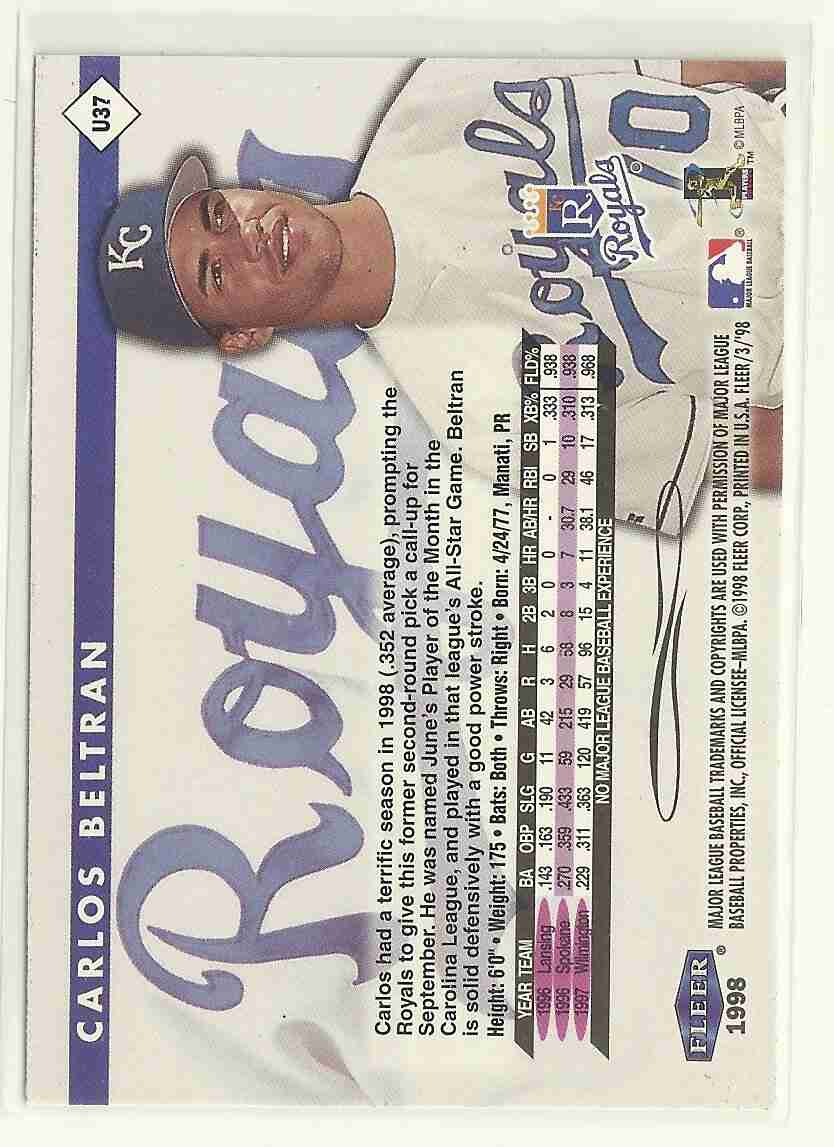 CARLOS BELTRAN
U37
KC
Royals
Royals
70
Carlos had a terrific season in 1998 (.352 average), prompting the
Royals to give this former second-round pick a call-up for
September. He was named June's Player of the Month in the
Carolina League, and played in that league's All-Star Game. Beltran
is solid defensively with a good power stroke.
Height: 6'0" • Weight: 175 • Bats: Both • Throws: Right • Born: 4/24/77, Manati, PR
YEAR TEAM BA OBP SLG G AB R H 2B 3B HR AB/HR RBI SB XB% FLD%
1996 Lansing .143 .163 .190 11 42 3 6 2 0 0 - 0 1 .333 .938
1996 Spokane .270 .359 .433 59 215 29 58 8 3 7 30.7 29 10 .310 .938
1997 Wilmington .229 .311 .363 120 419 57 96 15 4 11 38.1 46 17 .313 .968
NO MAJOR LEAGUE BASEBALL EXPERIENCE
KC
R
Royals®
PLAYERS
™
© MLBPA
®
MAJOR LEAGUE BASEBALL
FLEER®
1998
MAJOR LEAGUE BASEBALL TRADEMARKS AND COPYRIGHTS ARE USED WITH PERMISSION OF MAJOR LEAGUE
BASEBALL PROPERTIES, INC., OFFICIAL LICENSEE–MLBPA. ©1998 FLEER CORP., PRINTED IN U.S.A. FLEER/3/'98